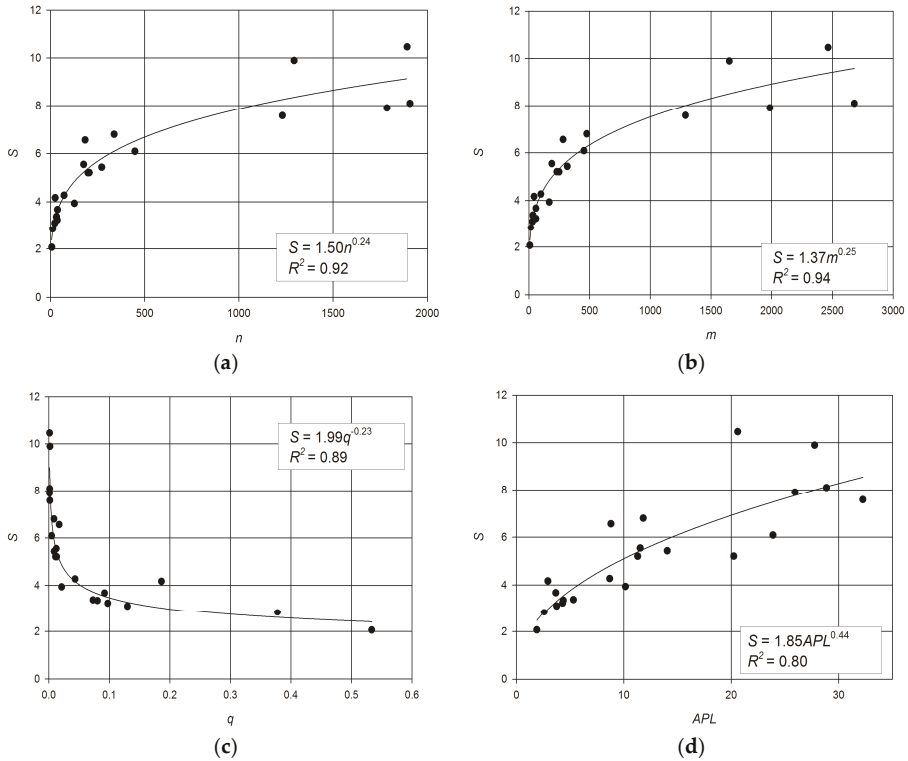 12
10
8
6
4
2
0
S
S = 1.50n^0.24
R² = 0.92
0 500 1000 1500 2000
n
(a)
12
10
8
6
4
2
0
S
S = 1.37m^0.25
R² = 0.94
0 500 1000 1500 2000 2500 3000
m
(b)
12
10
8
6
4
2
0
S
S = 1.99q^-0.23
R² = 0.89
0.0 0.1 0.2 0.3 0.4 0.5 0.6
q
(c)
12
10
8
6
4
2
0
S
S = 1.85APL^0.44
R² = 0.80
0 10 20 30
APL
(d)